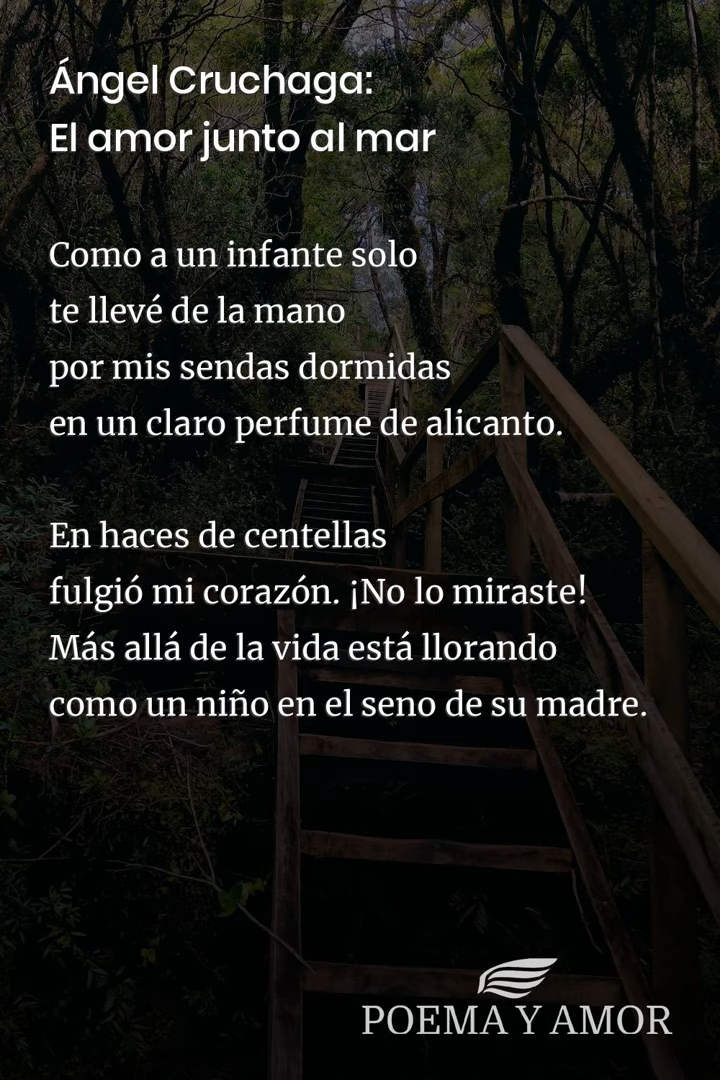 Ángel Cruchaga:
El amor junto al mar
Como a un infante solo
te llevé de la mano
por mis sendas dormidas
en un claro perfume de alicanto.
En haces de centellas
fulgió mi corazón. ¡No lo miraste!
Más allá de la vida está llorando
como un niño en el seno de su madre.
POEMA Y AMOR